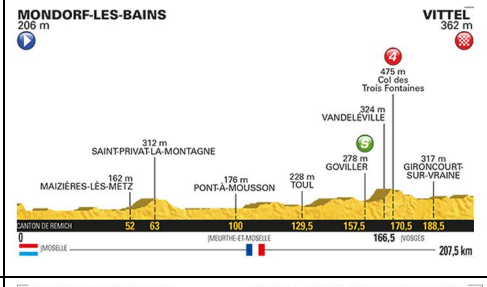 MONDORF-LES-BAINS
206 m
VITTEL
362 m
4
475 m
Col des
Trois Fontaines
324 m
VANDELÉVILLE
S
312 m
SAINT-PRIVAT-LA-MONTAGNE
278 m
GOVILLER
317 m
GIRONCOURT-
SUR-VRAINE
162 m
MAIZIÈRES-LÈS-METZ
176 m
PONT-À-MOUSSON
228 m
TOUL
CANTON DE REMICH
52 63 100 129,5 157,5 170,5 188,5
0 |MEURTHE-ET-MOSELLE 166,5 |VOSGES
|MOSELLE
207,5 km